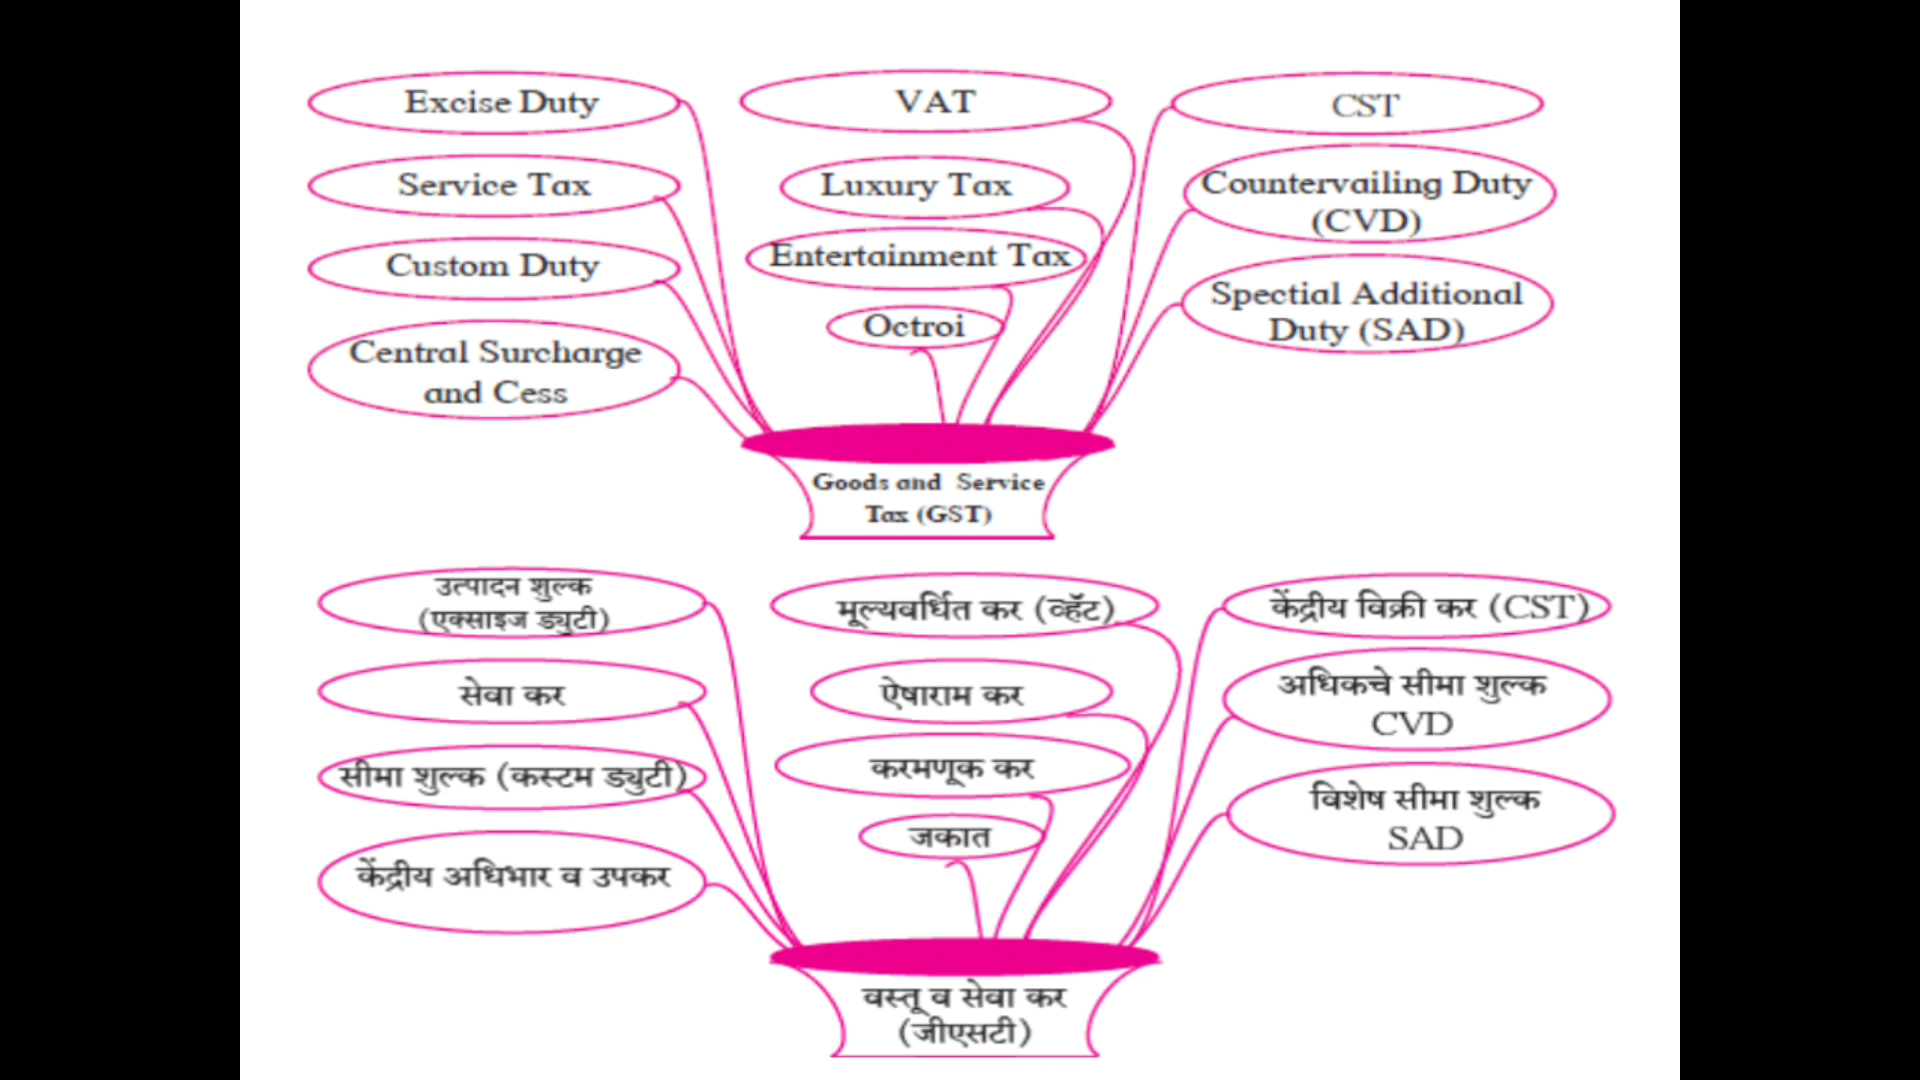 Excise Duty
VAT
CST
Service Tax
Luxury Tax
Countervailing Duty
(CVD)
Custom Duty
Entertainment Tax
Spectial Additional
Duty (SAD)
Octroi
Central Surcharge
and Cess
Goods and Service
Tax (GST)
उत्पादन शुल्क
(एक्साइज ड्युटी)
मूल्यवर्धित कर (व्हॅट)
केंद्रीय विक्री कर (CST)
सेवा कर
ऐषाराम कर
अधिकचे सीमा शुल्क
CVD
सीमा शुल्क (कस्टम ड्युटी)
करमणूक कर
विशेष सीमा शुल्क
SAD
जकात
केंद्रीय अधिभार व उपकर
वस्तू व सेवा कर
(जीएसटी)